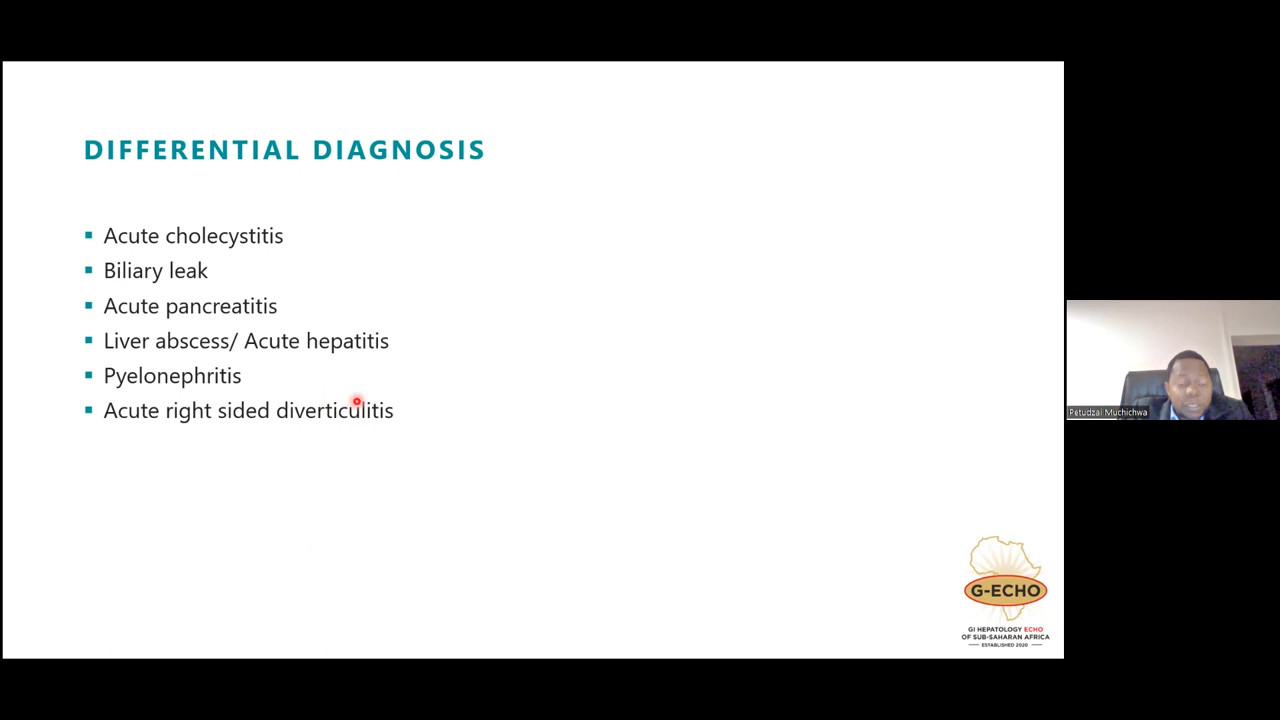 DIFFERENTIAL DIAGNOSIS
Acute cholecystitis
Biliary leak
Acute pancreatitis
Liver abscess/ Acute hepatitis
Pyelonephritis
Acute right sided diverticulitis
Petudzai Muchichwa
G-ECHO
GI HEPATOLOGY ECHO
OF SUB-SAHARAN AFRICA
ESTABLISHED 2020